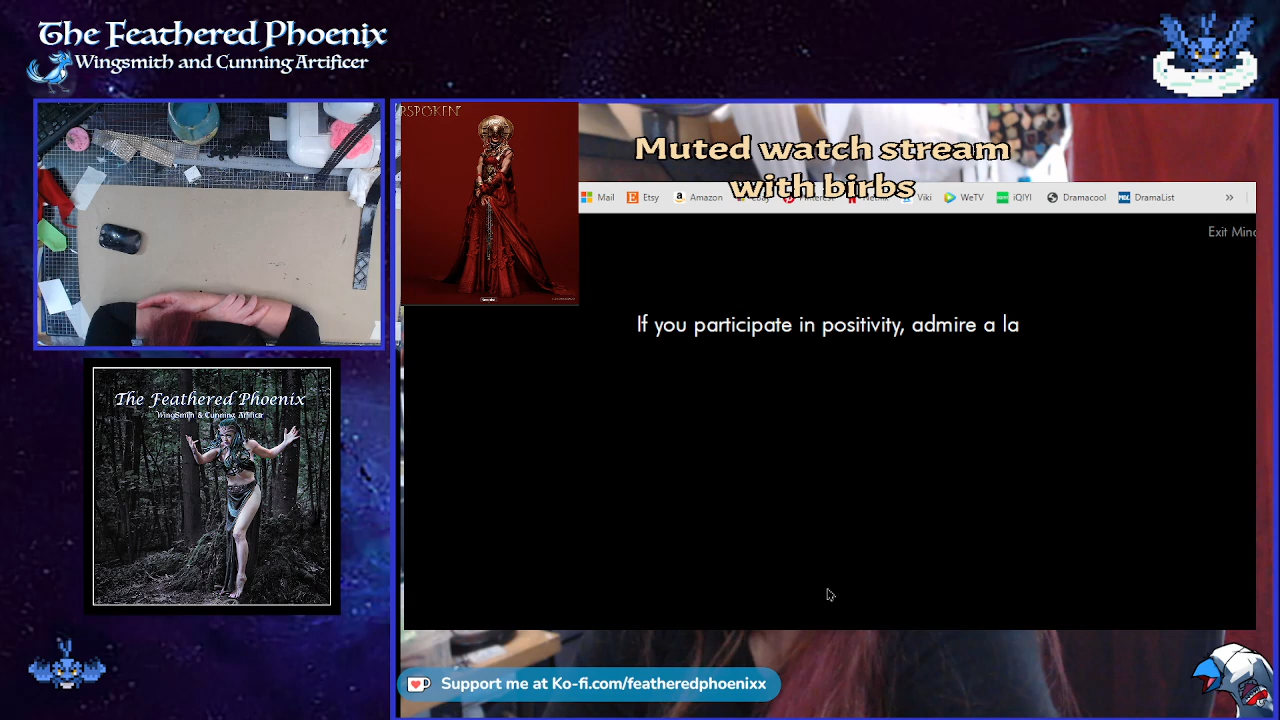 The Feathered Phoenix
Wingsmith and Cunning Artificer
RSPOKEN
Muted watch stream
with birbs
Mail Etsy Amazon Viki WeTV iQIYI Dramacool DramaList »
Exit Mind
If you participate in positivity, admire a la
The Feathered Phoenix
WingSmith & Cunning Artificer
Support me at Ko-fi.com/featheredphoenixx